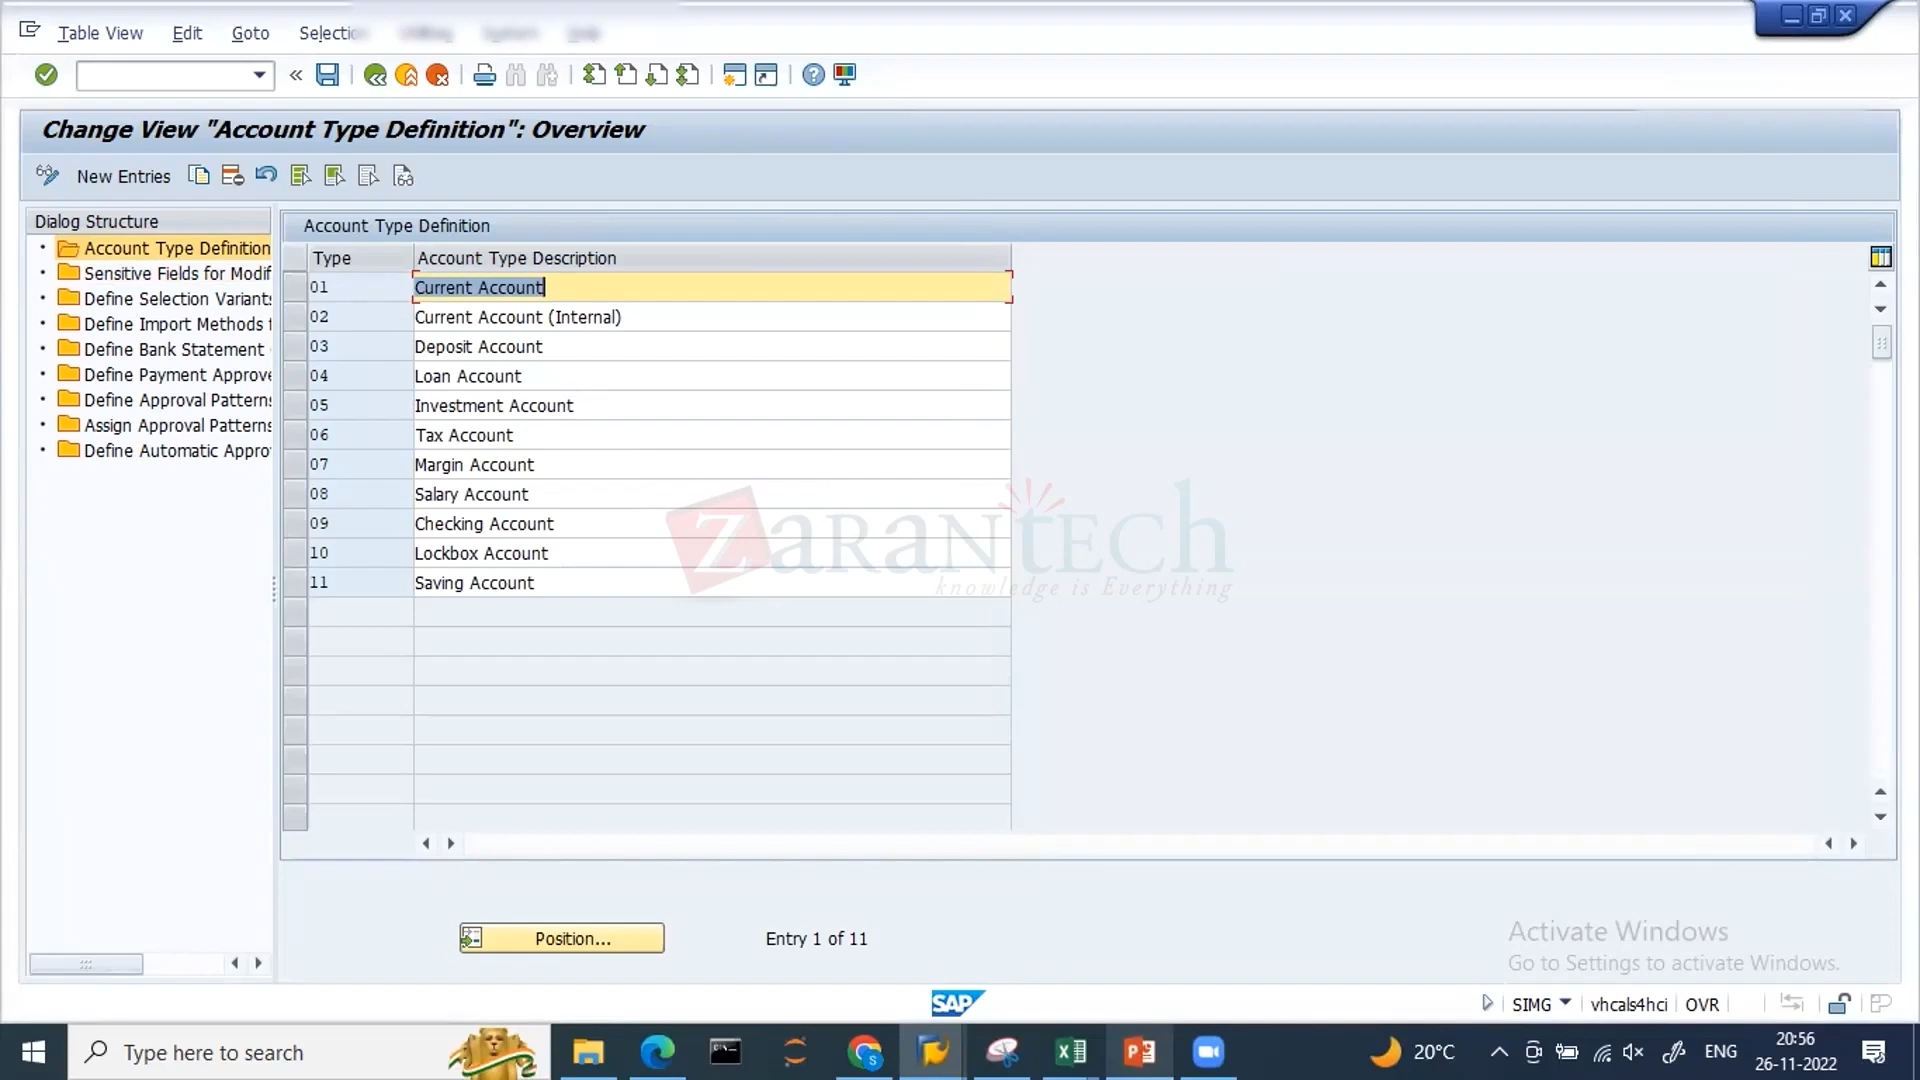 Table View Edit Goto Selectio
Change View "Account Type Definition": Overview
New Entries
Dialog Structure
Account Type Definition
Sensitive Fields for Modif
Define Selection Variants
Define Import Methods f
Define Bank Statement
Define Payment Approve
Define Approval Patterns
Assign Approval Patterns
Define Automatic Appro
Account Type Definition
Type Account Type Description
01 Current Account
02 Current Account (Internal)
03 Deposit Account
04 Loan Account
05 Investment Account
06 Tax Account
07 Margin Account
08 Salary Account
09 Checking Account
10 Lockbox Account
11 Saving Account
ZaranTech
knowledge is Everything
Position... Entry 1 of 11
Activate Windows
Go to Settings to activate Windows.
SAP
SIMG vhcals4hci OVR
Type here to search
20°C
ENG
20:56
26-11-2022